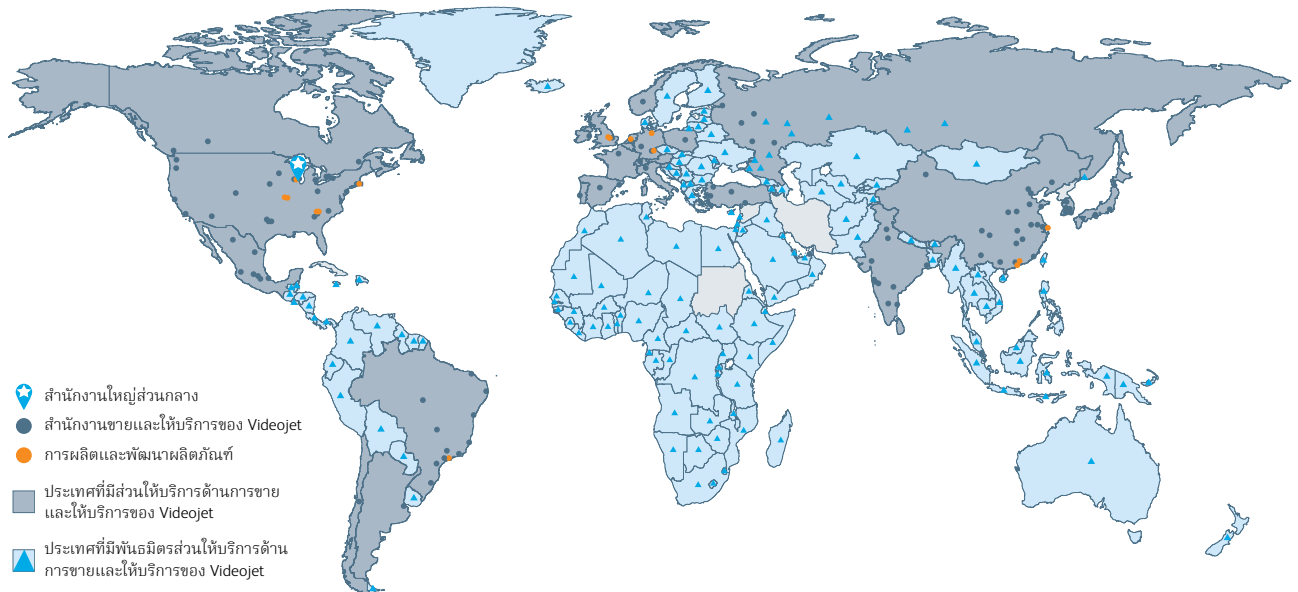 สำนักงานใหญ่ส่วนกลาง
สำนักงานขายและให้บริการของ Videojet
การผลิตและพัฒนาผลิตภัณฑ์
ประเทศที่มีส่วนให้บริการด้านการขาย
และให้บริการของ Videojet
ประเทศที่มีพันธมิตรส่วนให้บริการด้าน
การขายและให้บริการของ Videojet